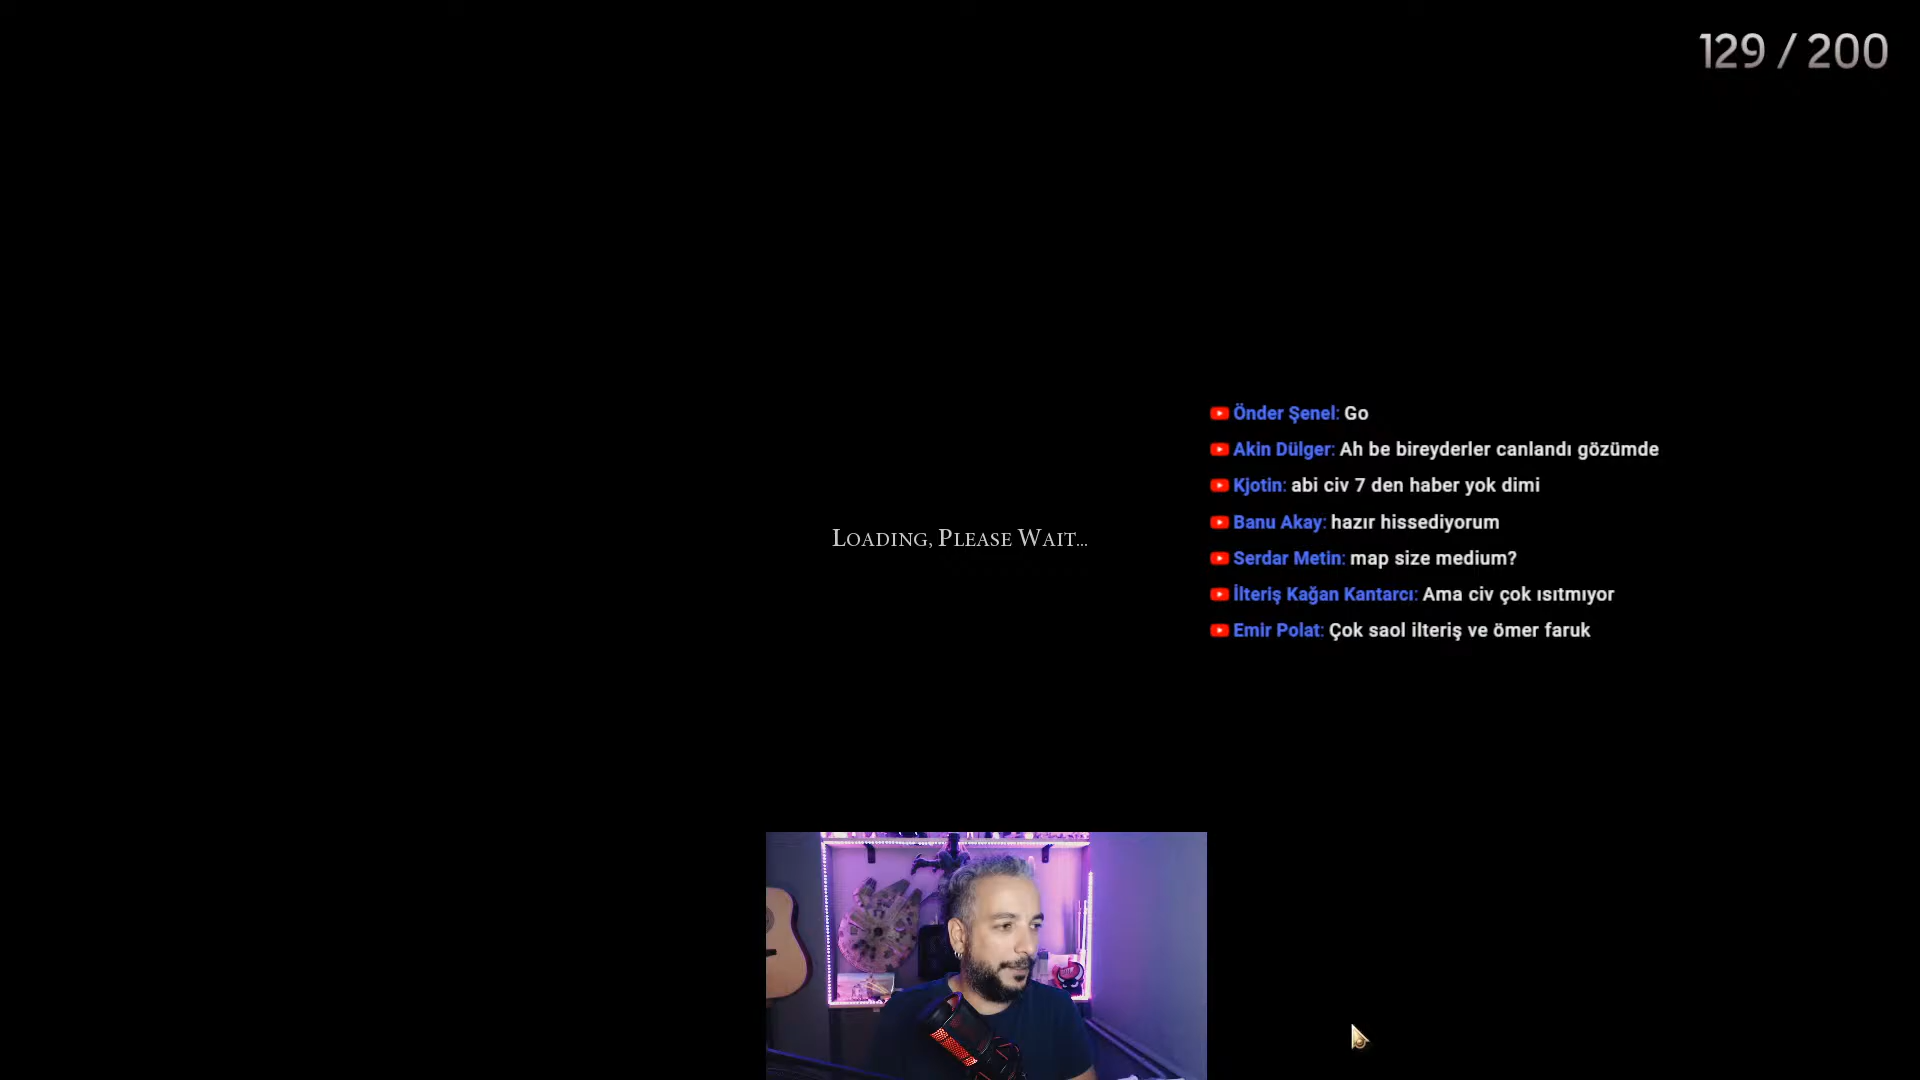 129 / 200
Önder Şenel: Go
Akin Dülger: Ah be bireyderler canlandı gözümde
Kjotin: abi civ 7 den haber yok dimi
Banu Akay: hazır hissediyorum
Loading, Please Wait...
Serdar Metin: map size medium?
İlteriş Kağan Kantarcı: Ama civ çok ısıtmıyor
Emir Polat: Çok saol ilteriş ve ömer faruk